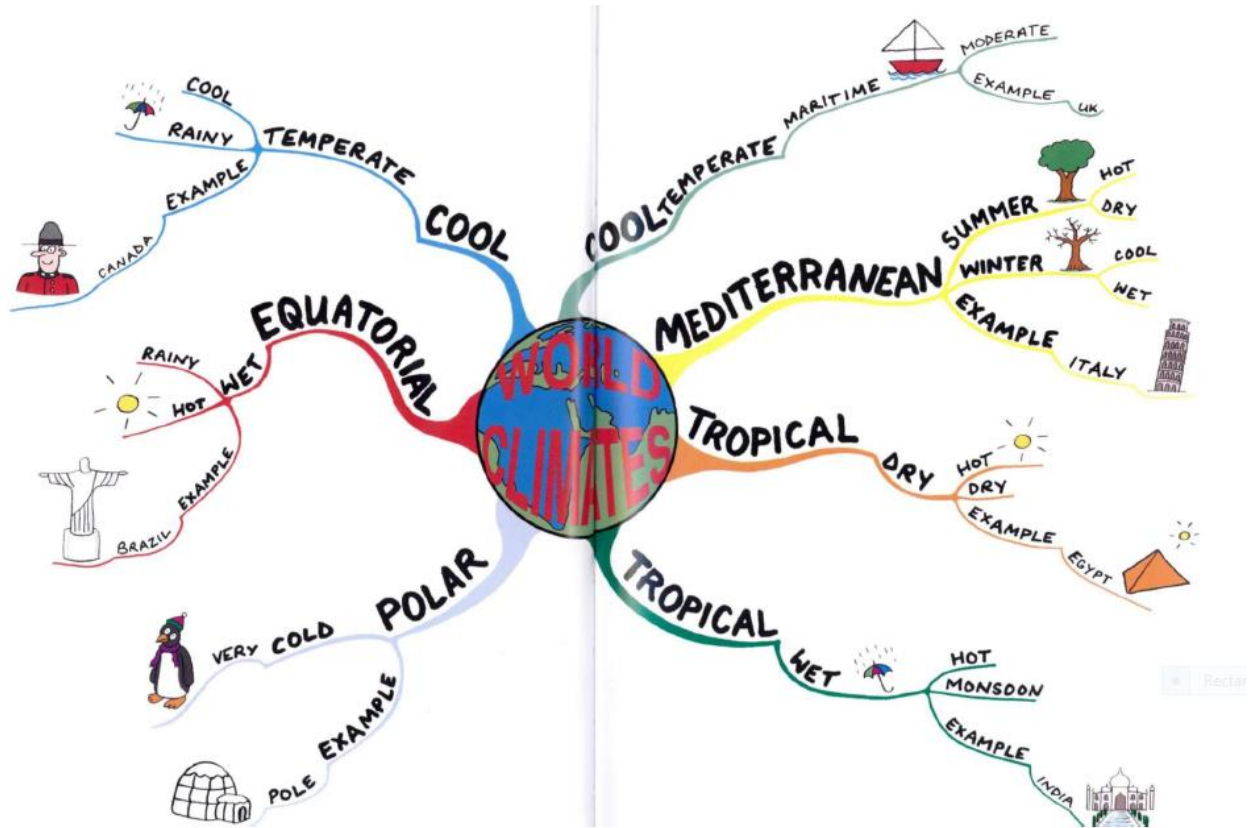 WORLD
CLIMATES
COOL TEMPERATE
MARITIME
MODERATE
EXAMPLE
UK
MEDITERRANEAN
SUMMER
HOT
DRY
WINTER
COOL
WET
EXAMPLE
ITALY
TROPICAL
DRY
HOT
DRY
EXAMPLE
EGYPT
TROPICAL
WET
HOT
MONSOON
EXAMPLE
INDIA
POLAR
VERY COLD
EXAMPLE
POLE
EQUATORIAL
WET
RAINY
HOT
EXAMPLE
BRAZIL
COOL
TEMPERATE
COOL
RAINY
EXAMPLE
CANADA
Rectan